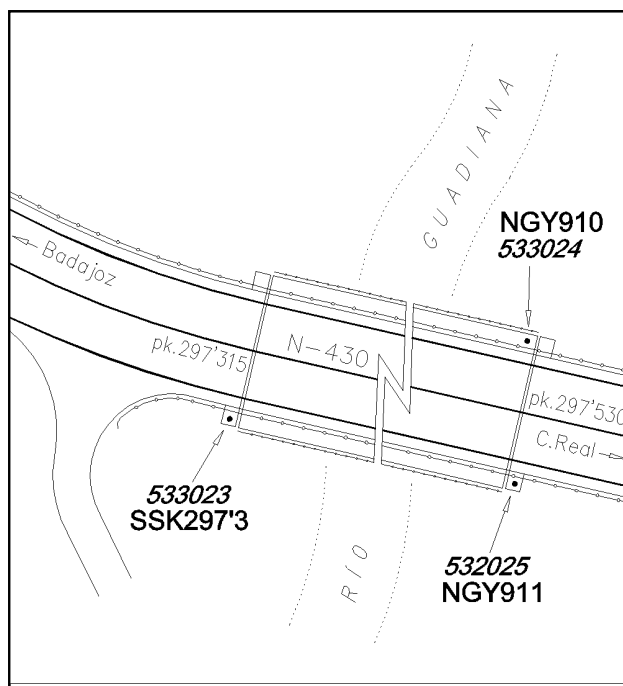 GUADIANA
NGY910
533024
Badajoz
pk.297'315
N-430
pk.297'530
C.Real
533023
SSK297'3
532025
NGY911
RÍO